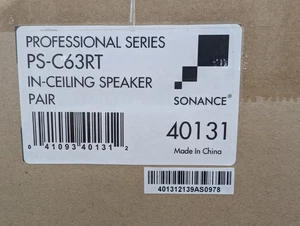 PROFESSIONAL SERIES
PS-C63RT
IN-CEILING SPEAKER
PAIR
SONANCE®
40131
Made In China
0 41093 40131 2
401312139AS0978